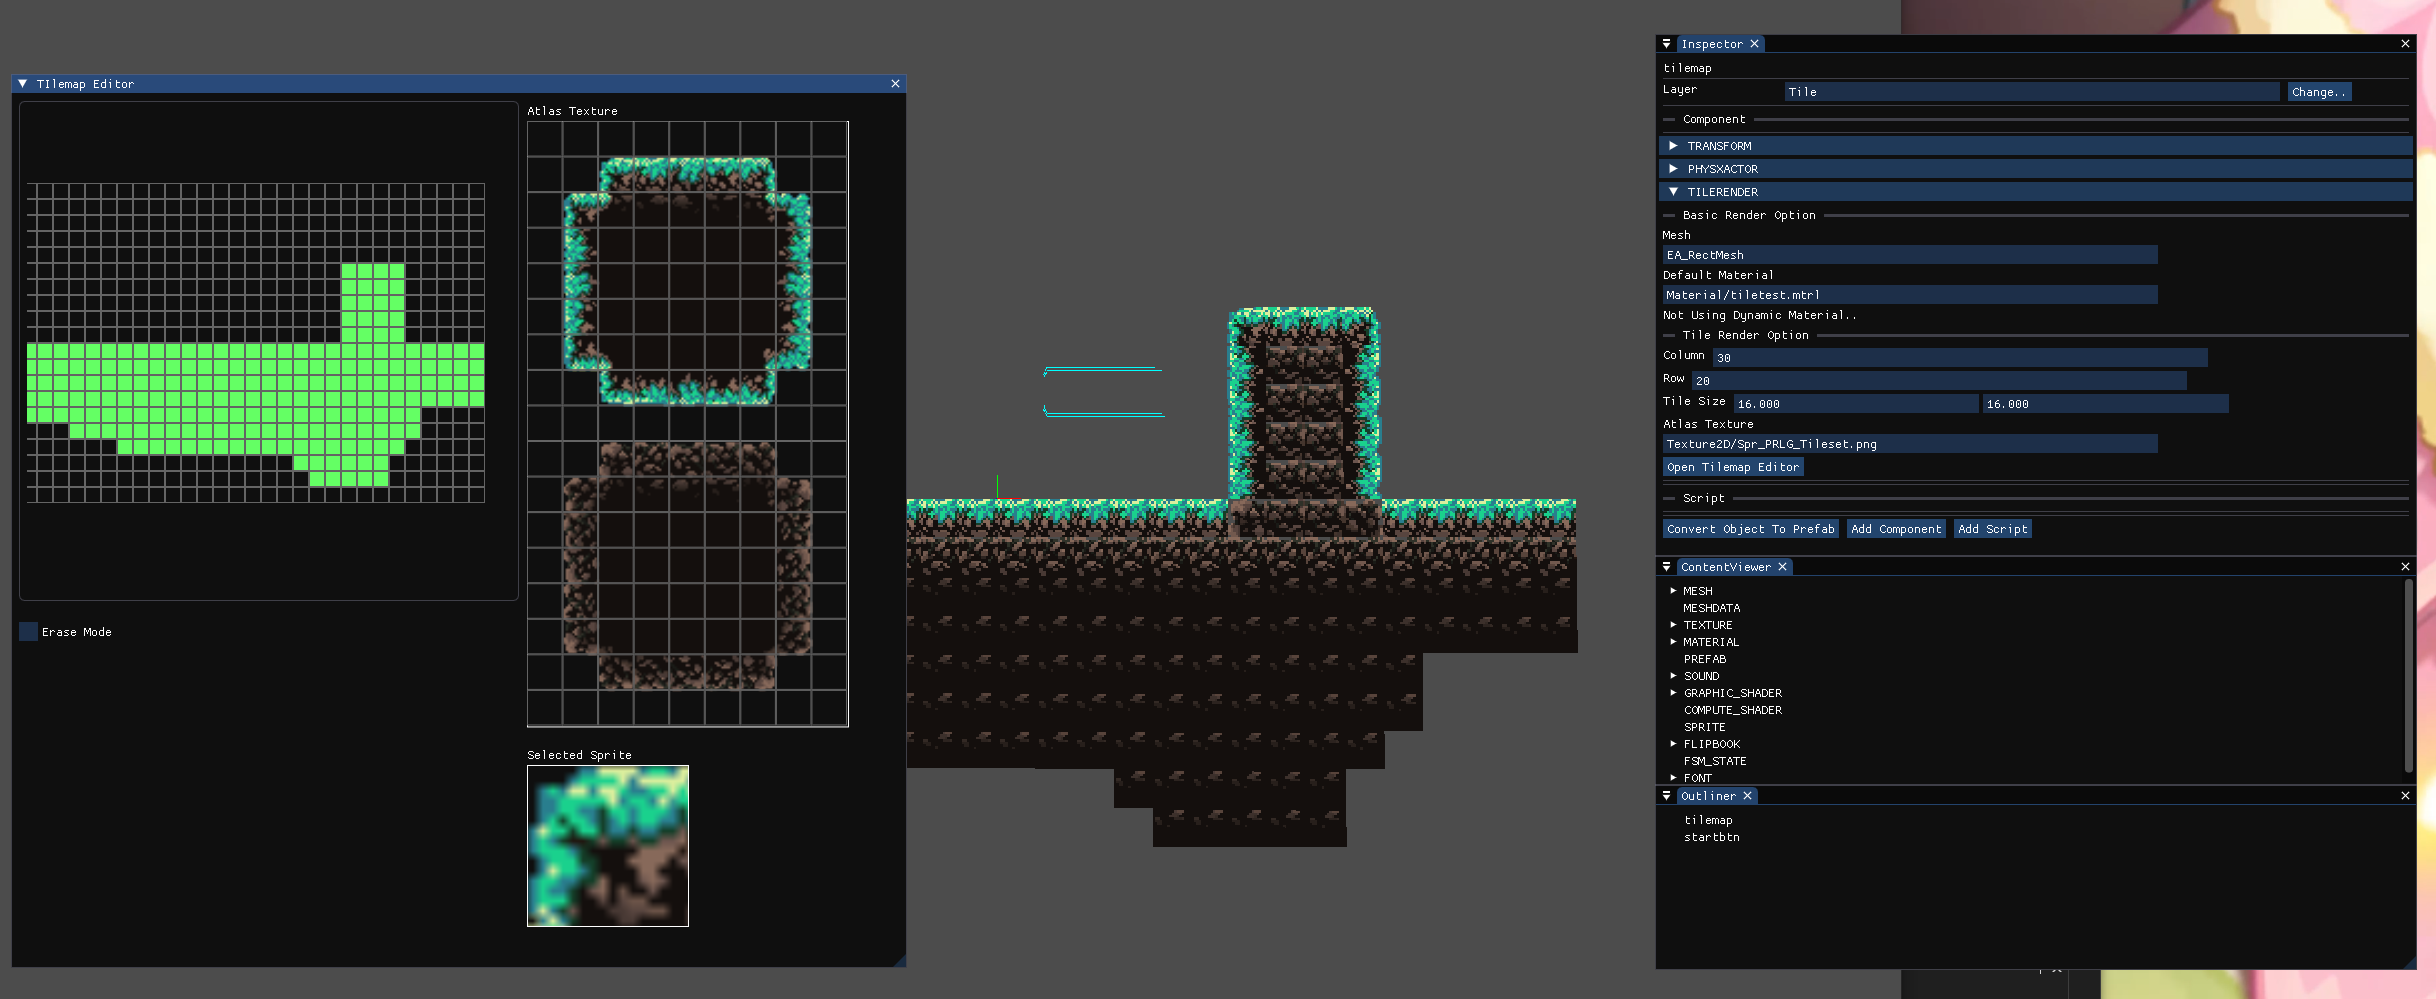 TIlemap Editor
Atlas Texture
Erase Mode
Selected Sprite
Inspector
tilemap
Layer Tile Change..
Component
TRANSFORM
PHYSXACTOR
TILERENDER
Basic Render Option
Mesh
EA_RectMesh
Default Material
Material/tiletest.mtrl
Not Using Dynamic Material..
Tile Render Option
Column 30
Row 20
Tile Size 16.000 16.000
Atlas Texture
Texture2D/Spr_PRLG_Tileset.png
Open Tilemap Editor
Script
Convert Object To Prefab Add Component Add Script
ContentViewer
MESH
MESHDATA
TEXTURE
MATERIAL
PREFAB
SOUND
GRAPHIC_SHADER
COMPUTE_SHADER
SPRITE
FLIPBOOK
FSM_STATE
FONT
Outliner
tilemap
startbtn